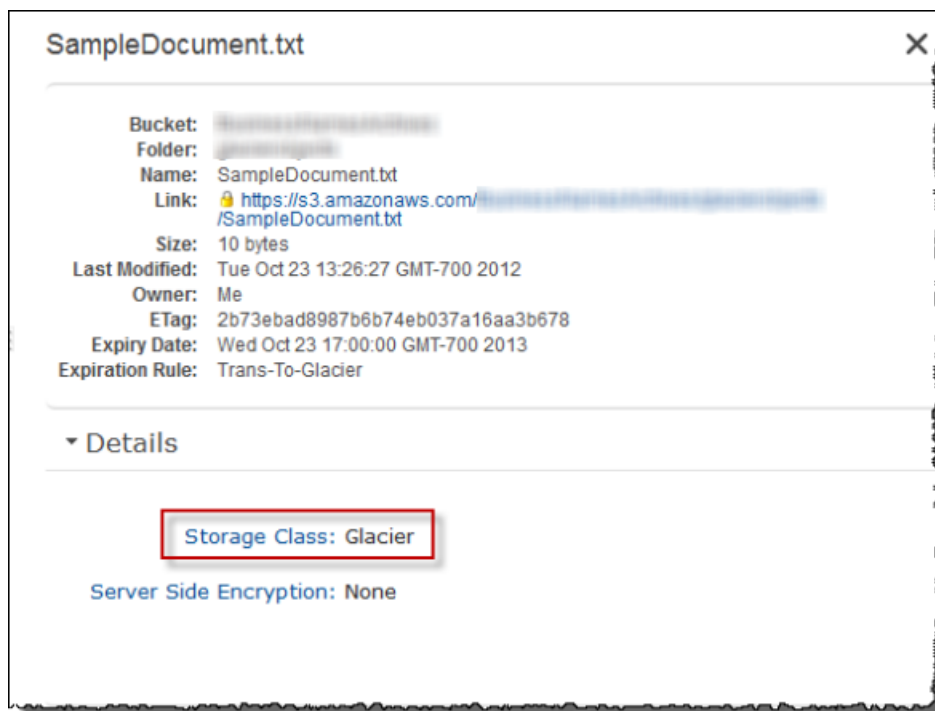 SampleDocument.txt
Bucket:
Folder:
Name: SampleDocument.txt
Link: https://s3.amazonaws.com/
/SampleDocument.txt
Size: 10 bytes
Last Modified: Tue Oct 23 13:26:27 GMT-700 2012
Owner: Me
ETag: 2b73ebad8987b6b74eb037a16aa3b678
Expiry Date: Wed Oct 23 17:00:00 GMT-700 2013
Expiration Rule: Trans-To-Glacier
Details
Storage Class: Glacier
Server Side Encryption: None